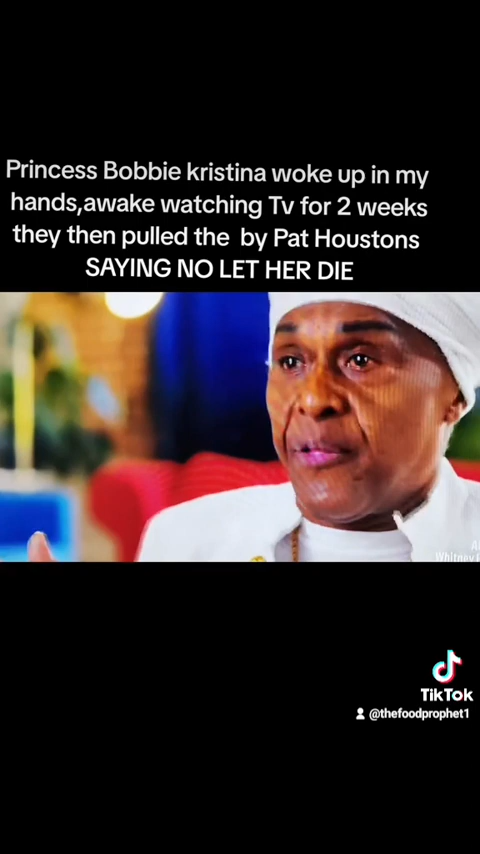 Princess Bobbie kristina woke up in my
hands,awake watching Tv for 2 weeks
they then pulled the by Pat Houstons
SAYING NO LET HER DIE
Whitney
TikTok
@thefoodprophet1